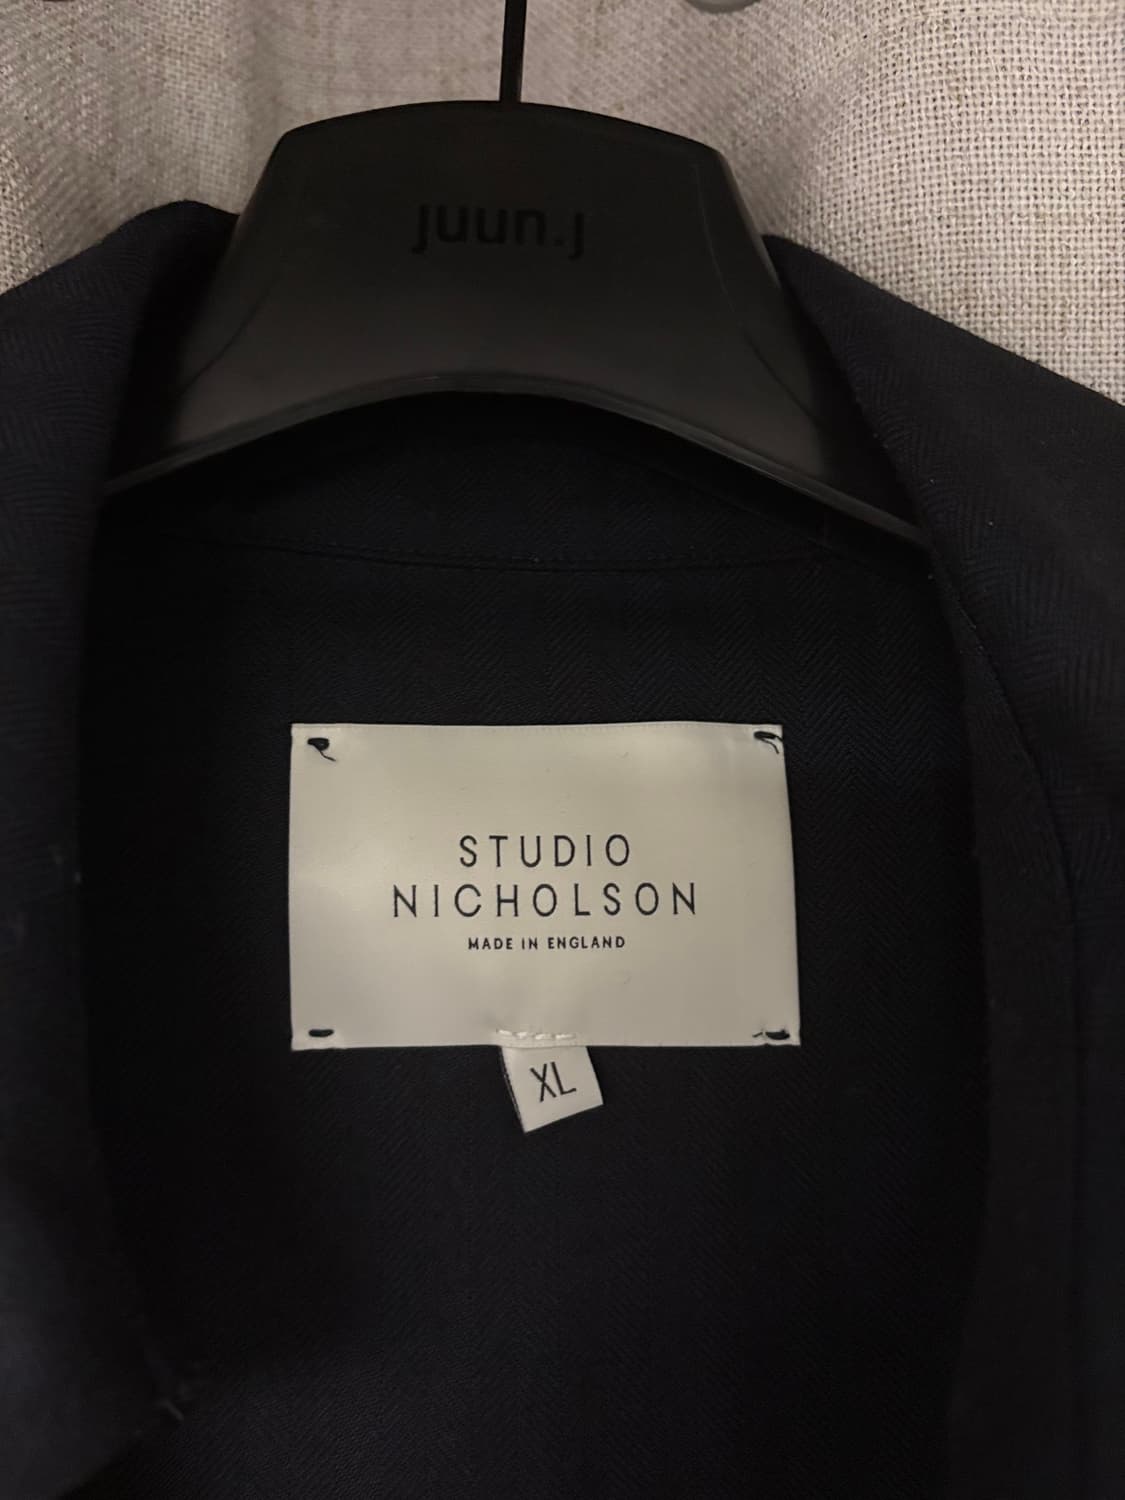 juun.j
STUDIO
NICHOLSON
MADE IN ENGLAND
XL